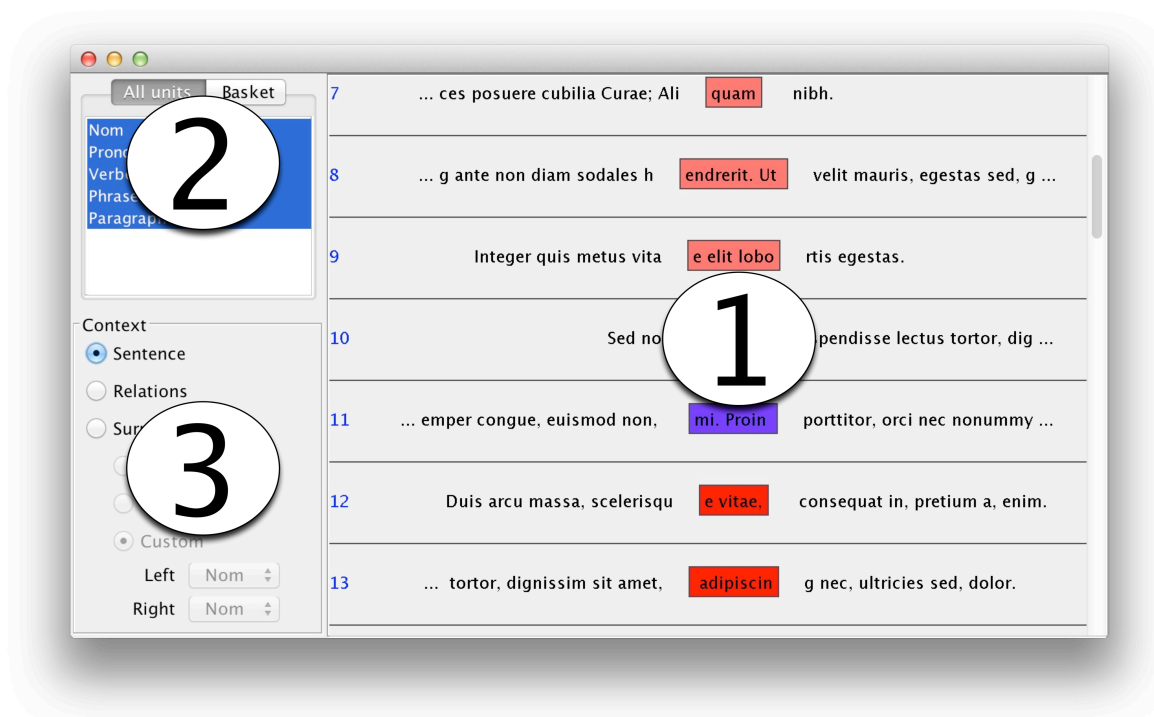 All units Basket
Nom
Phrase
2
Context
Sentence
Relations
3
Custom
Left Nom
Right Nom
7 ... ces posuere cubilia Curae; Ali quam nibh.
8 ... g ante non diam sodales h endrerit. Ut velit mauris, egestas sed, g ...
9 Integer quis metus vita e elit lobo rtis egestas.
1
10 Sed no pendisse lectus tortor, dig ...
11 ... emper congue, euismod non, mi. Proin porttitor, orci nec nonummy ...
12 Duis arcu massa, scelerisqu e vitae, consequat in, pretium a, enim.
13 ... tortor, dignissim sit amet, adipiscin g nec, ultricies sed, dolor.